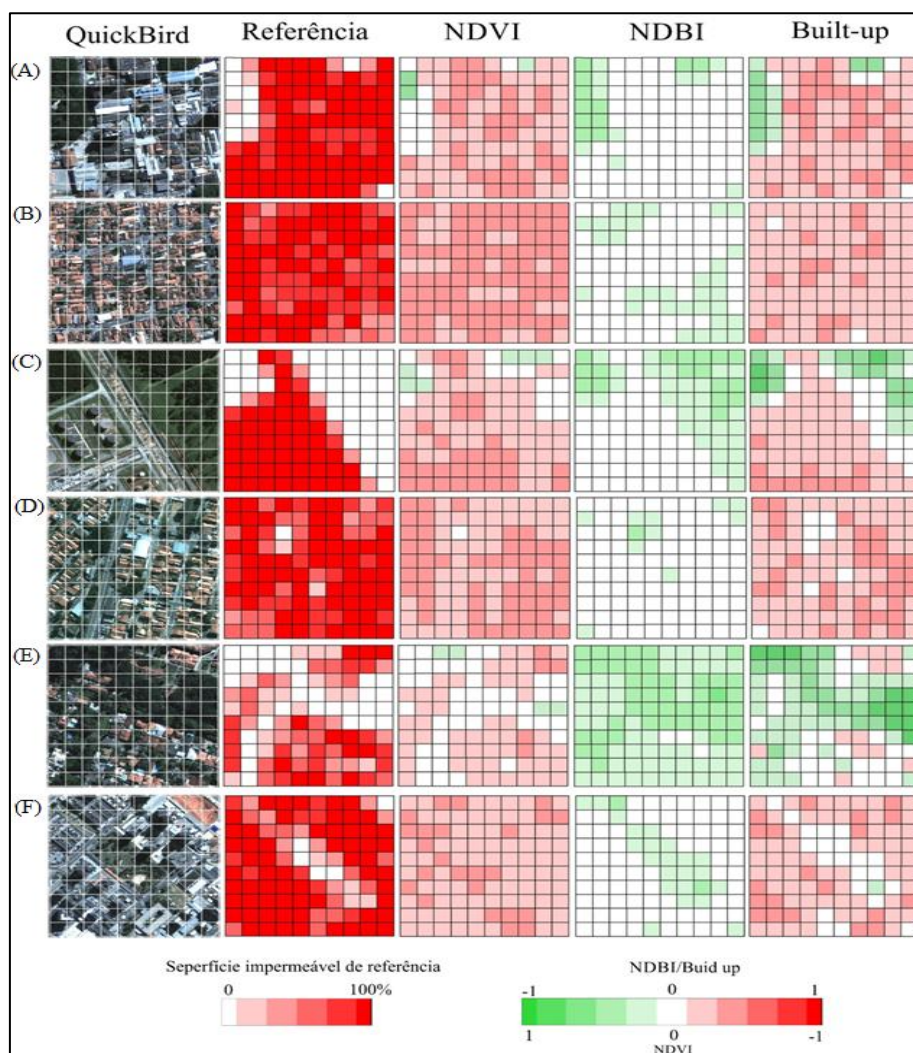 QuickBird Referência NDVI NDBI Built-up
(A)
(B)
(C)
(D)
(E)
(F)
Seperfície impermeável de referência
0 100%
NDBI/Buid up
-1 0 1
1 0 -1
NDVI